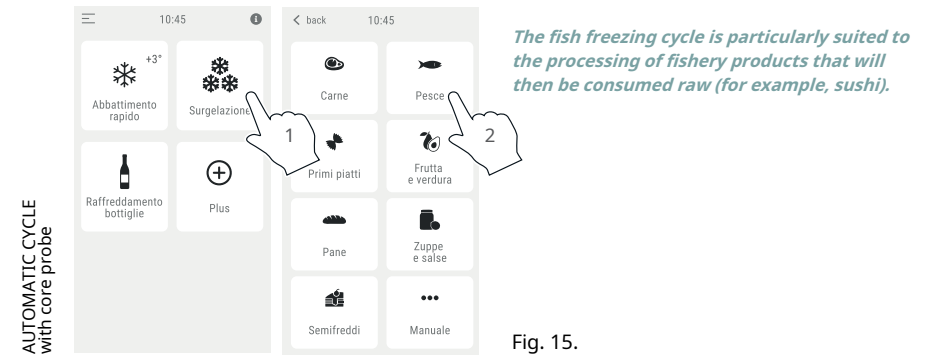 AUTOMATIC CYCLE
with core probe
10:45
+3°
Abbattimento
rapido
Surgelazione
Raffreddamento
bottiglie
Plus
1
back 10:45
Carne
Pesce
Primi piatti
Frutta
e verdura
Pane
Zuppe
e salse
Semifreddi
Manuale
2
The fish freezing cycle is particularly suited to
the processing of fishery products that will
then be consumed raw (for example, sushi).
Fig. 15.